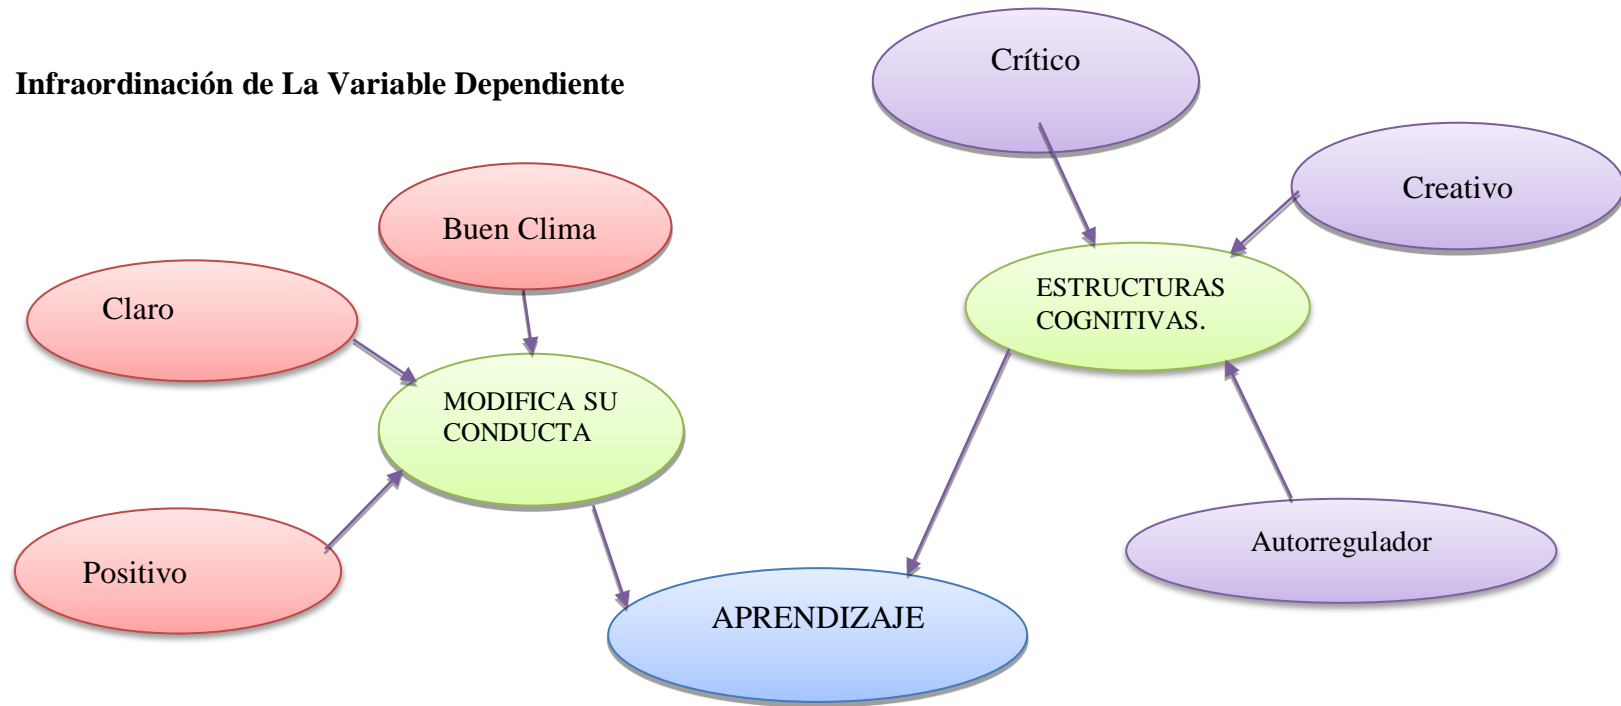 Infraordinación de La Variable Dependiente
Crítico
Creativo
Buen Clima
Claro
ESTRUCTURAS
COGNITIVAS.
MODIFICA SU
CONDUCTA
Positivo
Autorregulador
APRENDIZAJE